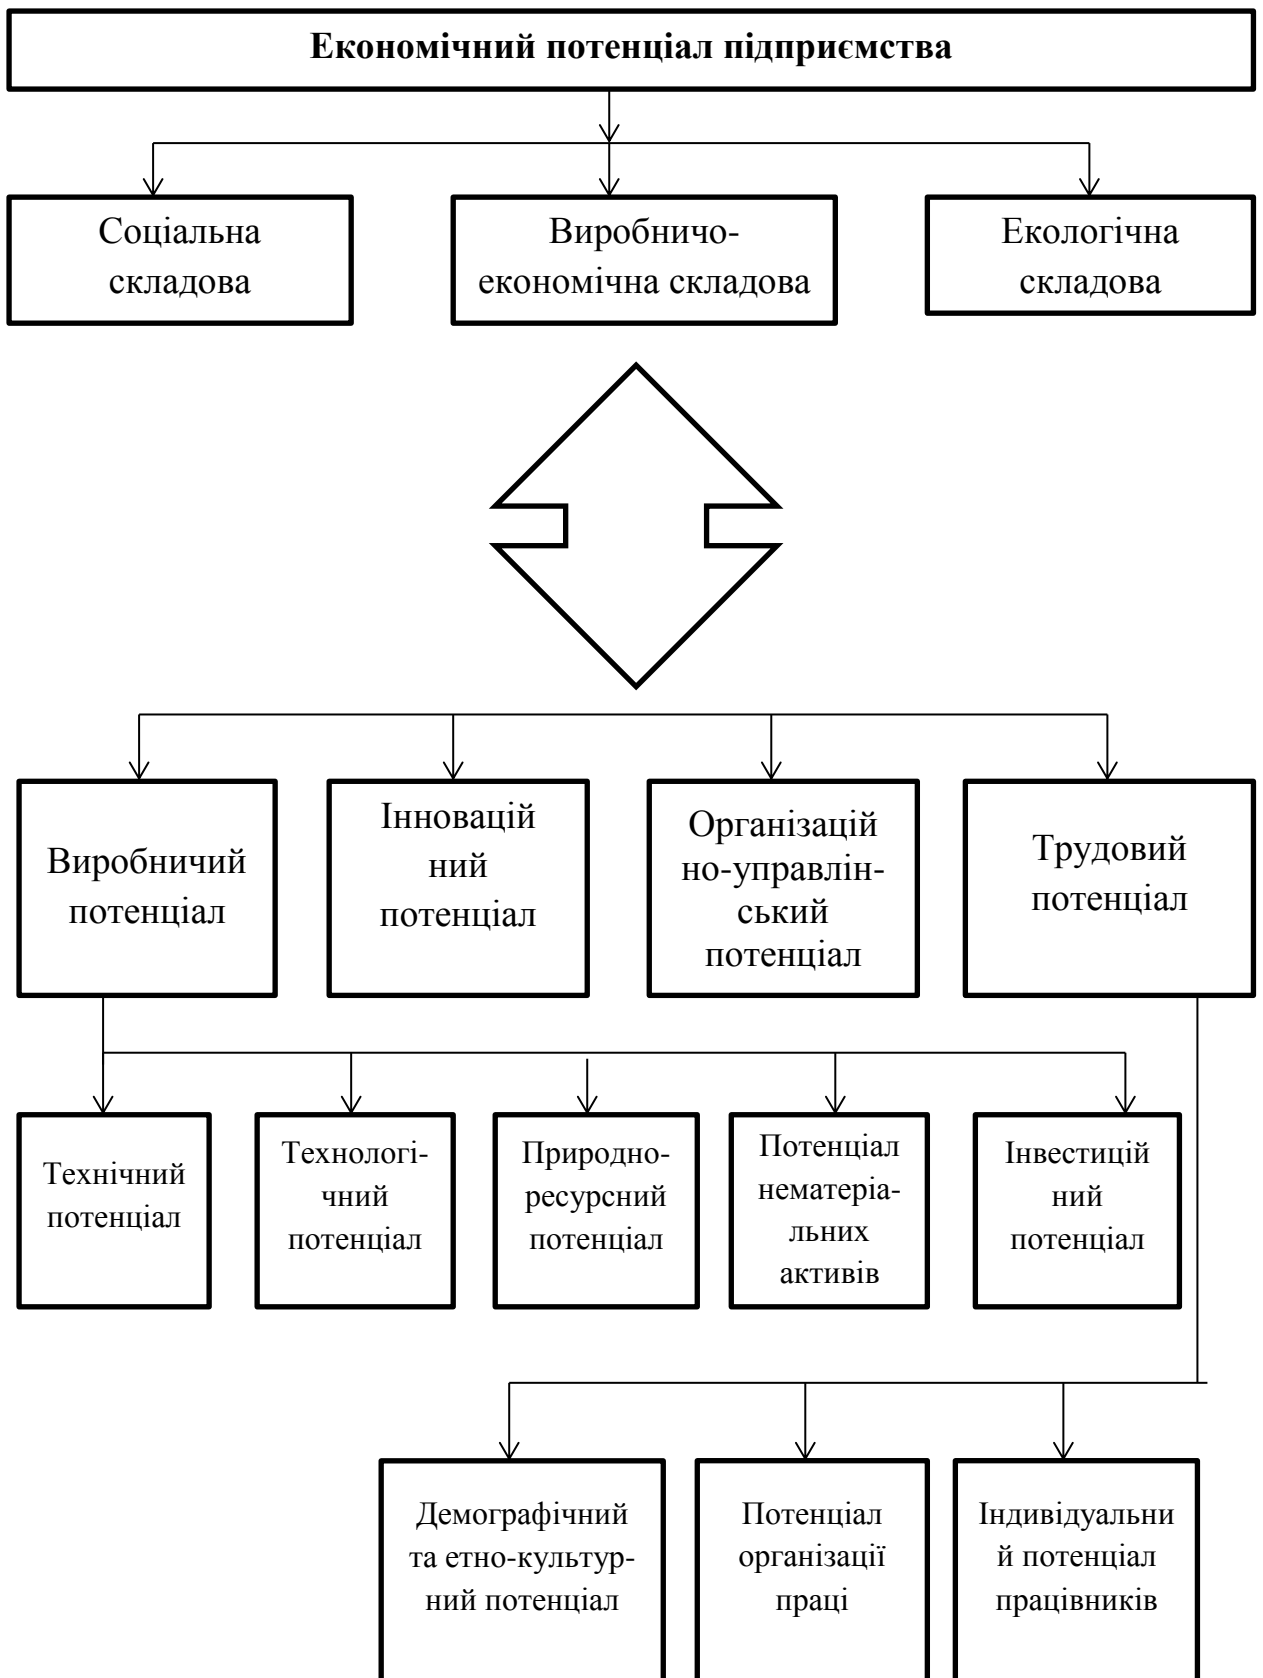 Економічний потенціал підприємства
Соціальна
складова
Виробничо-
економічна складова
Екологічна
складова
Виробничий
потенціал
Інновацій
ний
потенціал
Організацій
но-управлін-
ський
потенціал
Трудовий
потенціал
Технічний
потенціал
Технологі-
чний
потенціал
Природно-
ресурсний
потенціал
Потенціал
нематеріа-
льних
активів
Інвестицій
ний
потенціал
Демографічний
та етно-культур-
ний потенціал
Потенціал
організації
праці
Індивідуальни
й потенціал
працівників